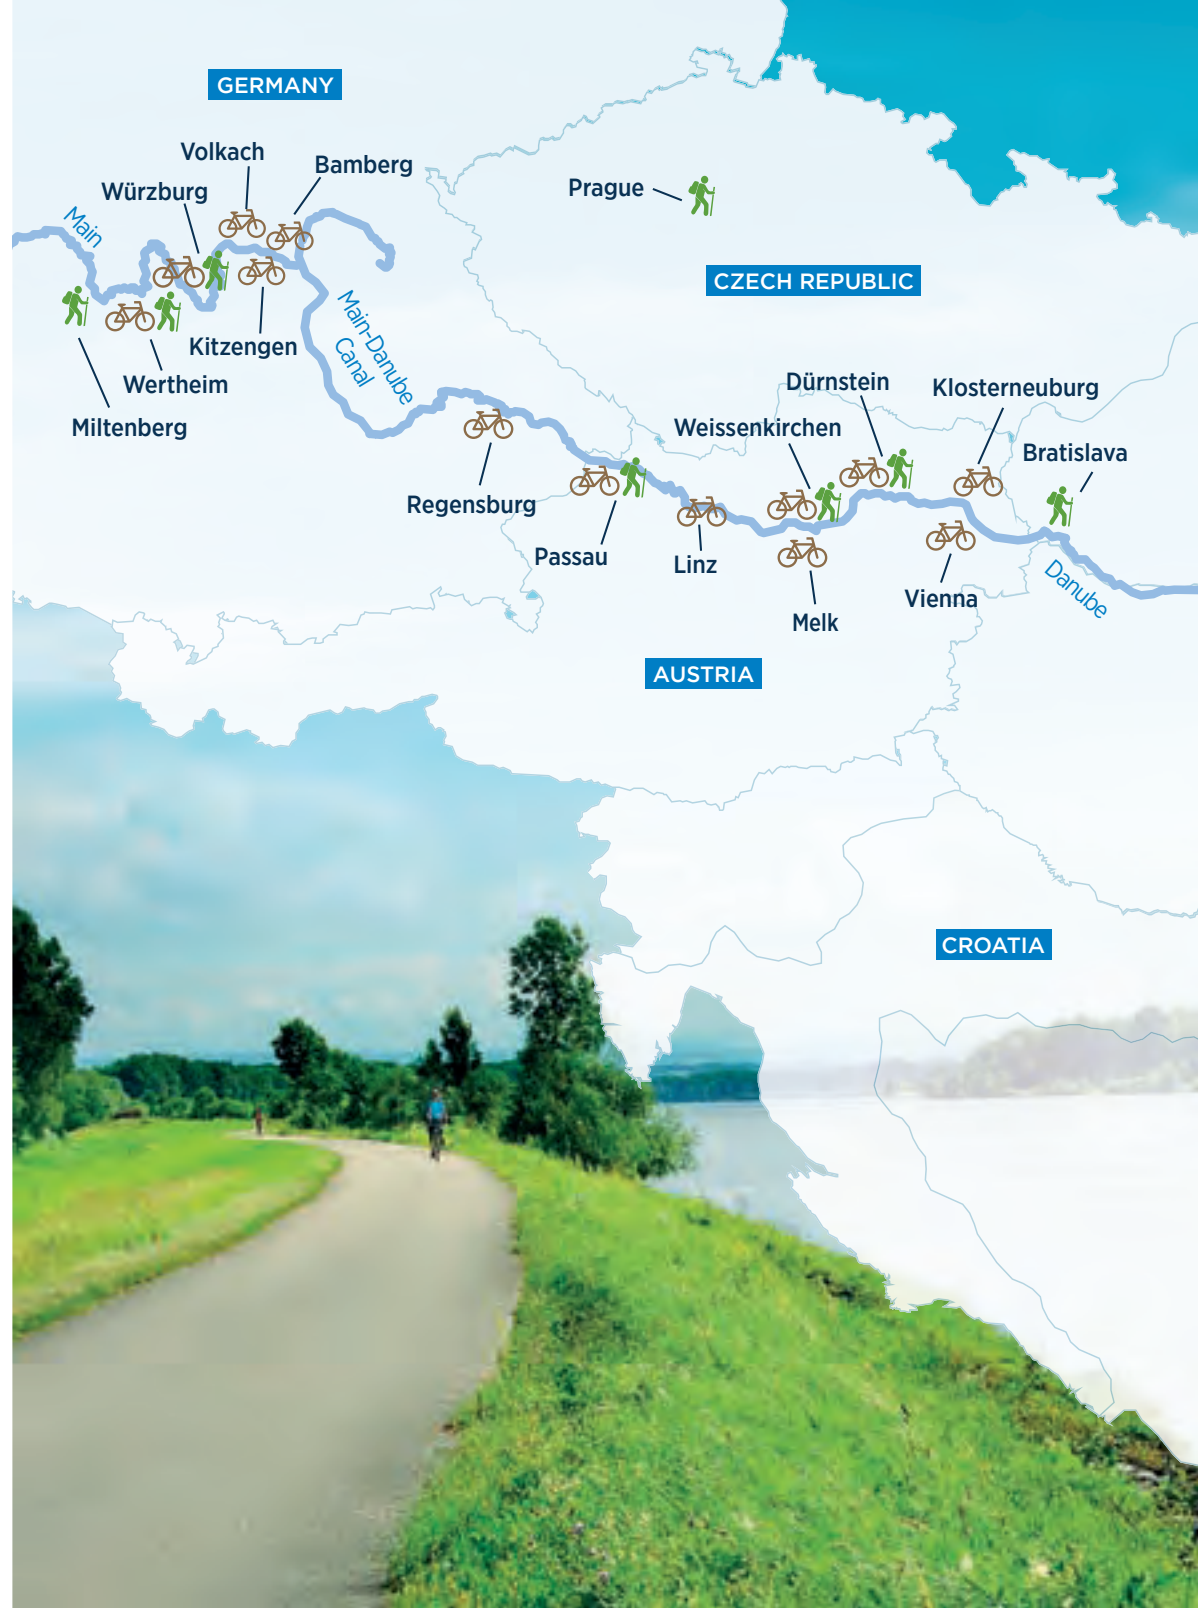 GERMANY
Volkach
Bamberg
Würzburg
Prague
Main
CZECH REPUBLIC
Main-Danube
Canal
Kitzengen
Wertheim
Miltenberg
Dürnstein
Klosterneuburg
Weissenkirchen
Bratislava
Regensburg
Passau
Linz
Danube
Vienna
Melk
AUSTRIA
CROATIA